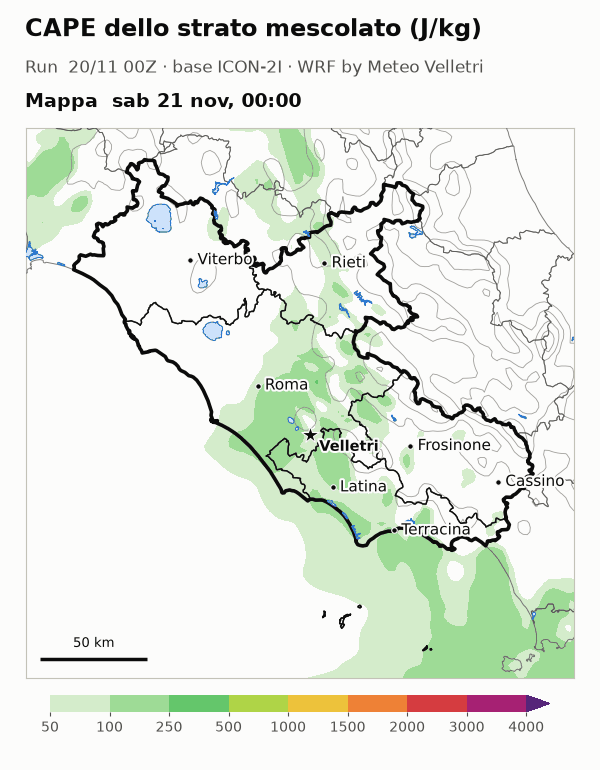 CAPE dello strato mescolato (J/kg)
Run  20/11 00Z · base ICON-2I · WRF by Meteo Velletri
Mappa  sab 21 nov, 00:00
Viterbo
Rieti
Roma
Velletri
Frosinone
Cassino
Latina
Terracina
50 km
50 100 250 500 1000 1500 2000 3000 4000